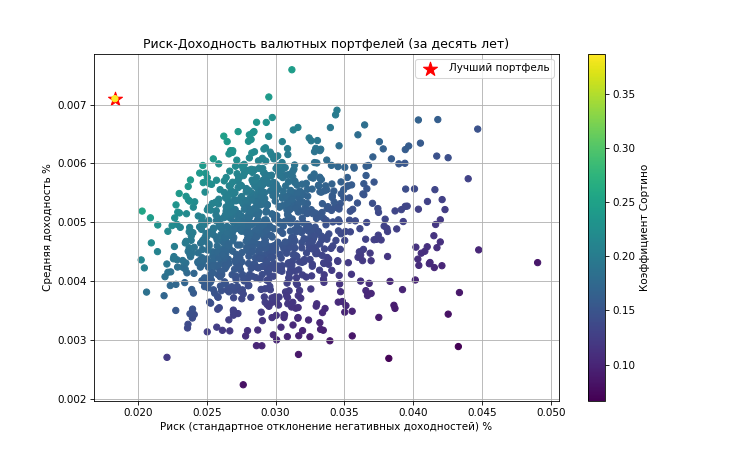 Риск-Доходность валютных портфелей (за десять лет)
Лучший портфель
0.007
0.006
0.005
0.004
0.003
0.002
Средняя доходность %
0.020 0.025 0.030 0.035 0.040 0.045 0.050
Риск (стандартное отклонение негативных доходностей) %
0.35
0.30
0.25
0.20
0.15
0.10
Коэффициент Сортино